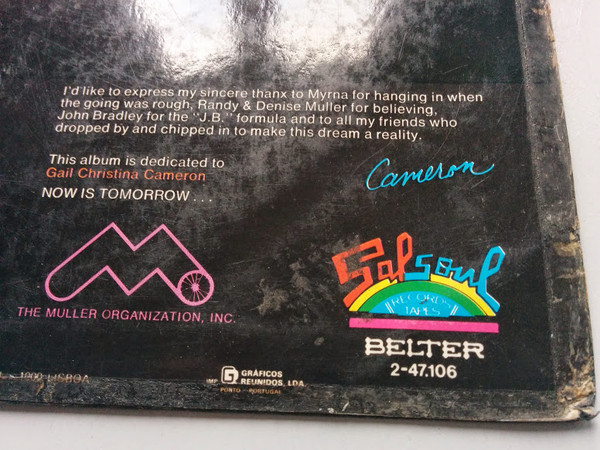 I'd like to express my sincere thanx to Myrna for hanging in when
the going was rough, Randy & Denise Muller for believing,
John Bradley for the "J.B." formula and to all my friends who
dropped by and chipped in to make this dream a reality.
This album is dedicated to
Gail Christina Cameron
NOW IS TOMORROW . . .
Cameron
THE MULLER ORGANIZATION, INC.
Salsoul
RECORDS
TAPES
BELTER
2-47.106
LISBOA
IMP. G GRÁFICOS
REUNIDOS, LDA.
PORTO - PORTUGAL